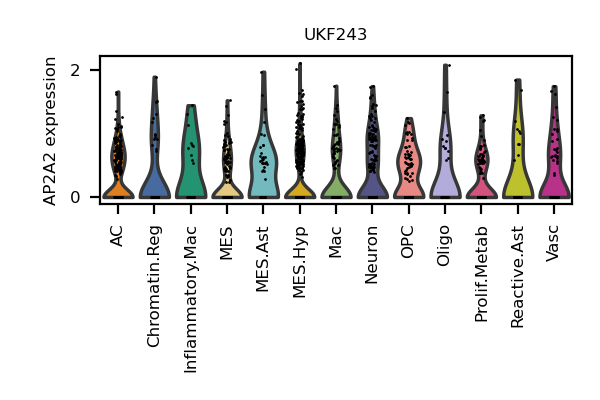 UKF243
AP2A2 expression
2
0
AC
Chromatin.Reg
Inflammatory.Mac
MES
MES.Ast
MES.Hyp
Mac
Neuron
OPC
Oligo
Prolif.Metab
Reactive.Ast
Vasc